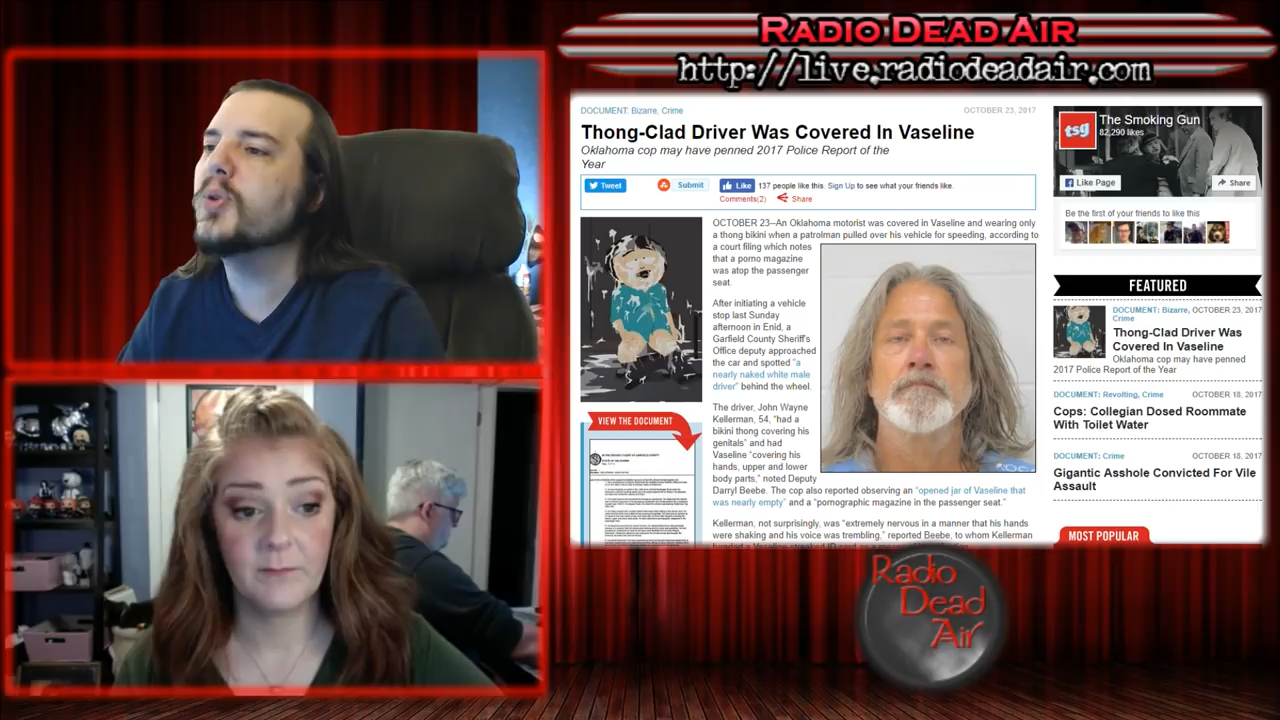 RADIO DEAD AIR
http://live.radiodeadair.com
DOCUMENT: Bizarre, Crime
OCTOBER 23, 2017
Thong-Clad Driver Was Covered In Vaseline
Oklahoma cop may have penned 2017 Police Report of the
Year
Tweet
Submit
Like
137 people like this. Sign Up to see what your friends like.
Comments(2)
Share
OCTOBER 23--An Oklahoma motorist was covered in Vaseline and wearing only
a thong bikini when a patrolman pulled over his vehicle for speeding, according to
a court filing which notes
that a porno magazine
was atop the passenger
seat.
After initiating a vehicle
stop last Sunday
afternoon in Enid, a
Garfield County Sheriff's
Office deputy approached
the car and spotted "a
nearly naked white male
driver" behind the wheel.
VIEW THE DOCUMENT
The driver, John Wayne
Kellerman, 54, "had a
bikini thong covering his
genitals" and had
Vaseline "covering his
hands, upper and lower
body parts," noted Deputy
Darryl Beebe. The cop also reported observing an "opened jar of Vaseline that
was nearly empty" and a "pornographic magazine in the passenger seat."
Kellerman, not surprisingly, was "extremely nervous in a manner that his hands
were shaking and his voice was trembling," reported Beebe, to whom Kellerman
tsg
The Smoking Gun
82,290 likes
Like Page
Share
Be the first of your friends to like this
FEATURED
DOCUMENT: Bizarre, Crime
OCTOBER 23, 2017
Thong-Clad Driver Was
Covered In Vaseline
Oklahoma cop may have penned
2017 Police Report of the Year
DOCUMENT: Revolting, Crime
OCTOBER 18, 2017
Cops: Collegian Dosed Roommate
With Toilet Water
DOCUMENT: Crime
OCTOBER 18, 2017
Gigantic Asshole Convicted For Vile
Assault
MOST POPULAR
Radio
Dead
Air